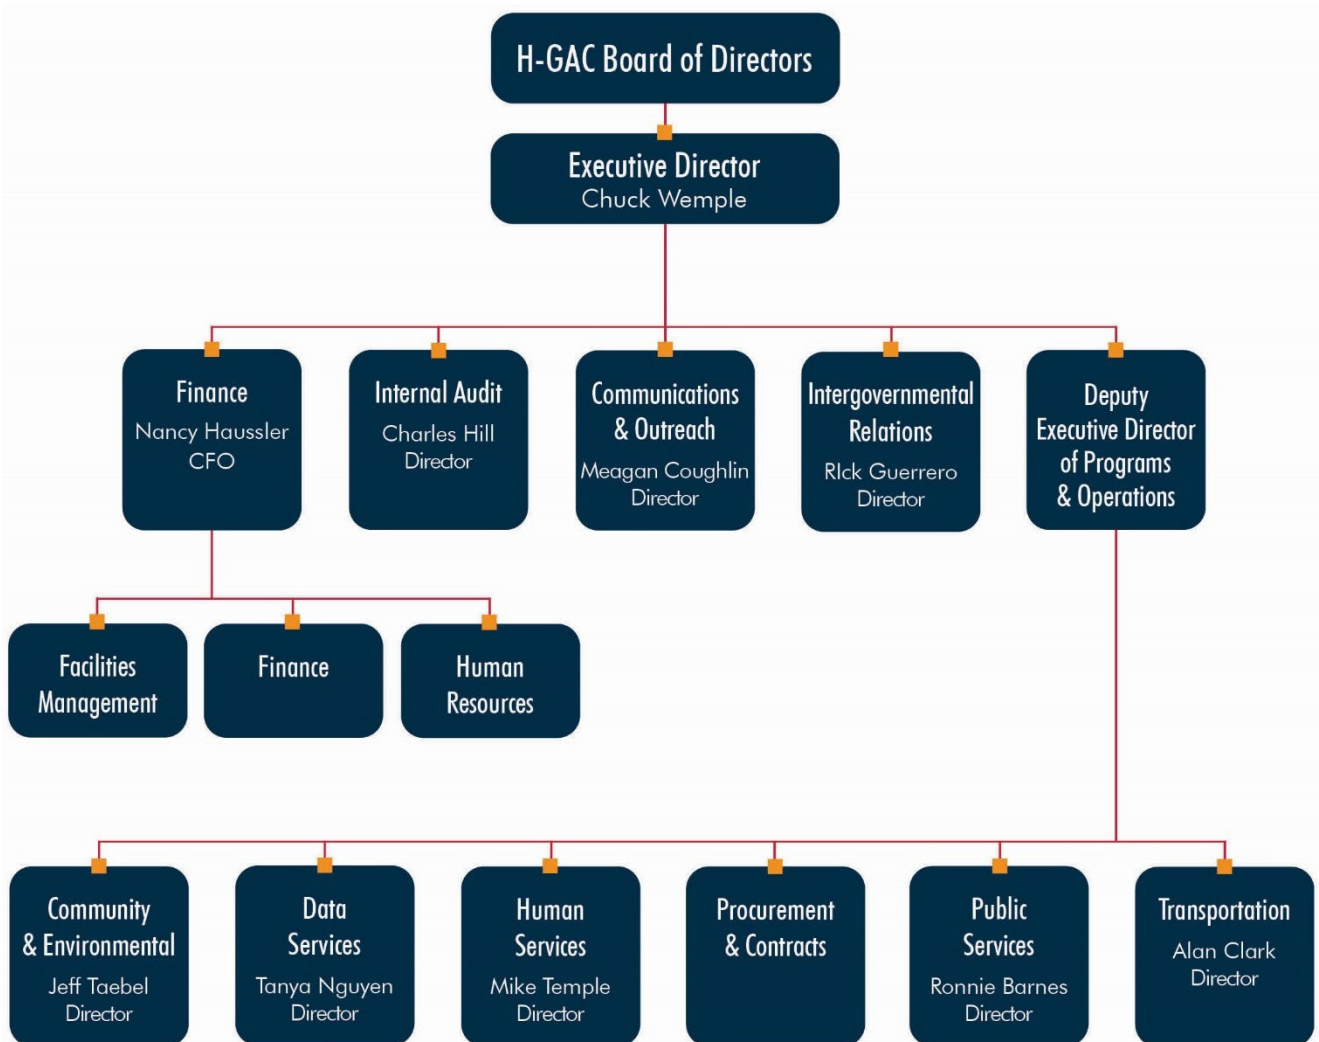 H-GAC Board of Directors
Executive Director
Chuck Wemple
Finance
Nancy Haussler
CFO
Internal Audit
Charles Hill
Director
Communications
& Outreach
Meagan Coughlin
Director
Intergovernmental
Relations
RIck Guerrero
Director
Deputy
Executive Director
of Programs
& Operations
Facilities
Management
Finance
Human
Resources
Community
& Environmental
Jeff Taebel
Director
Data
Services
Tanya Nguyen
Director
Human
Services
Mike Temple
Director
Procurement
& Contracts
Public
Services
Ronnie Barnes
Director
Transportation
Alan Clark
Director